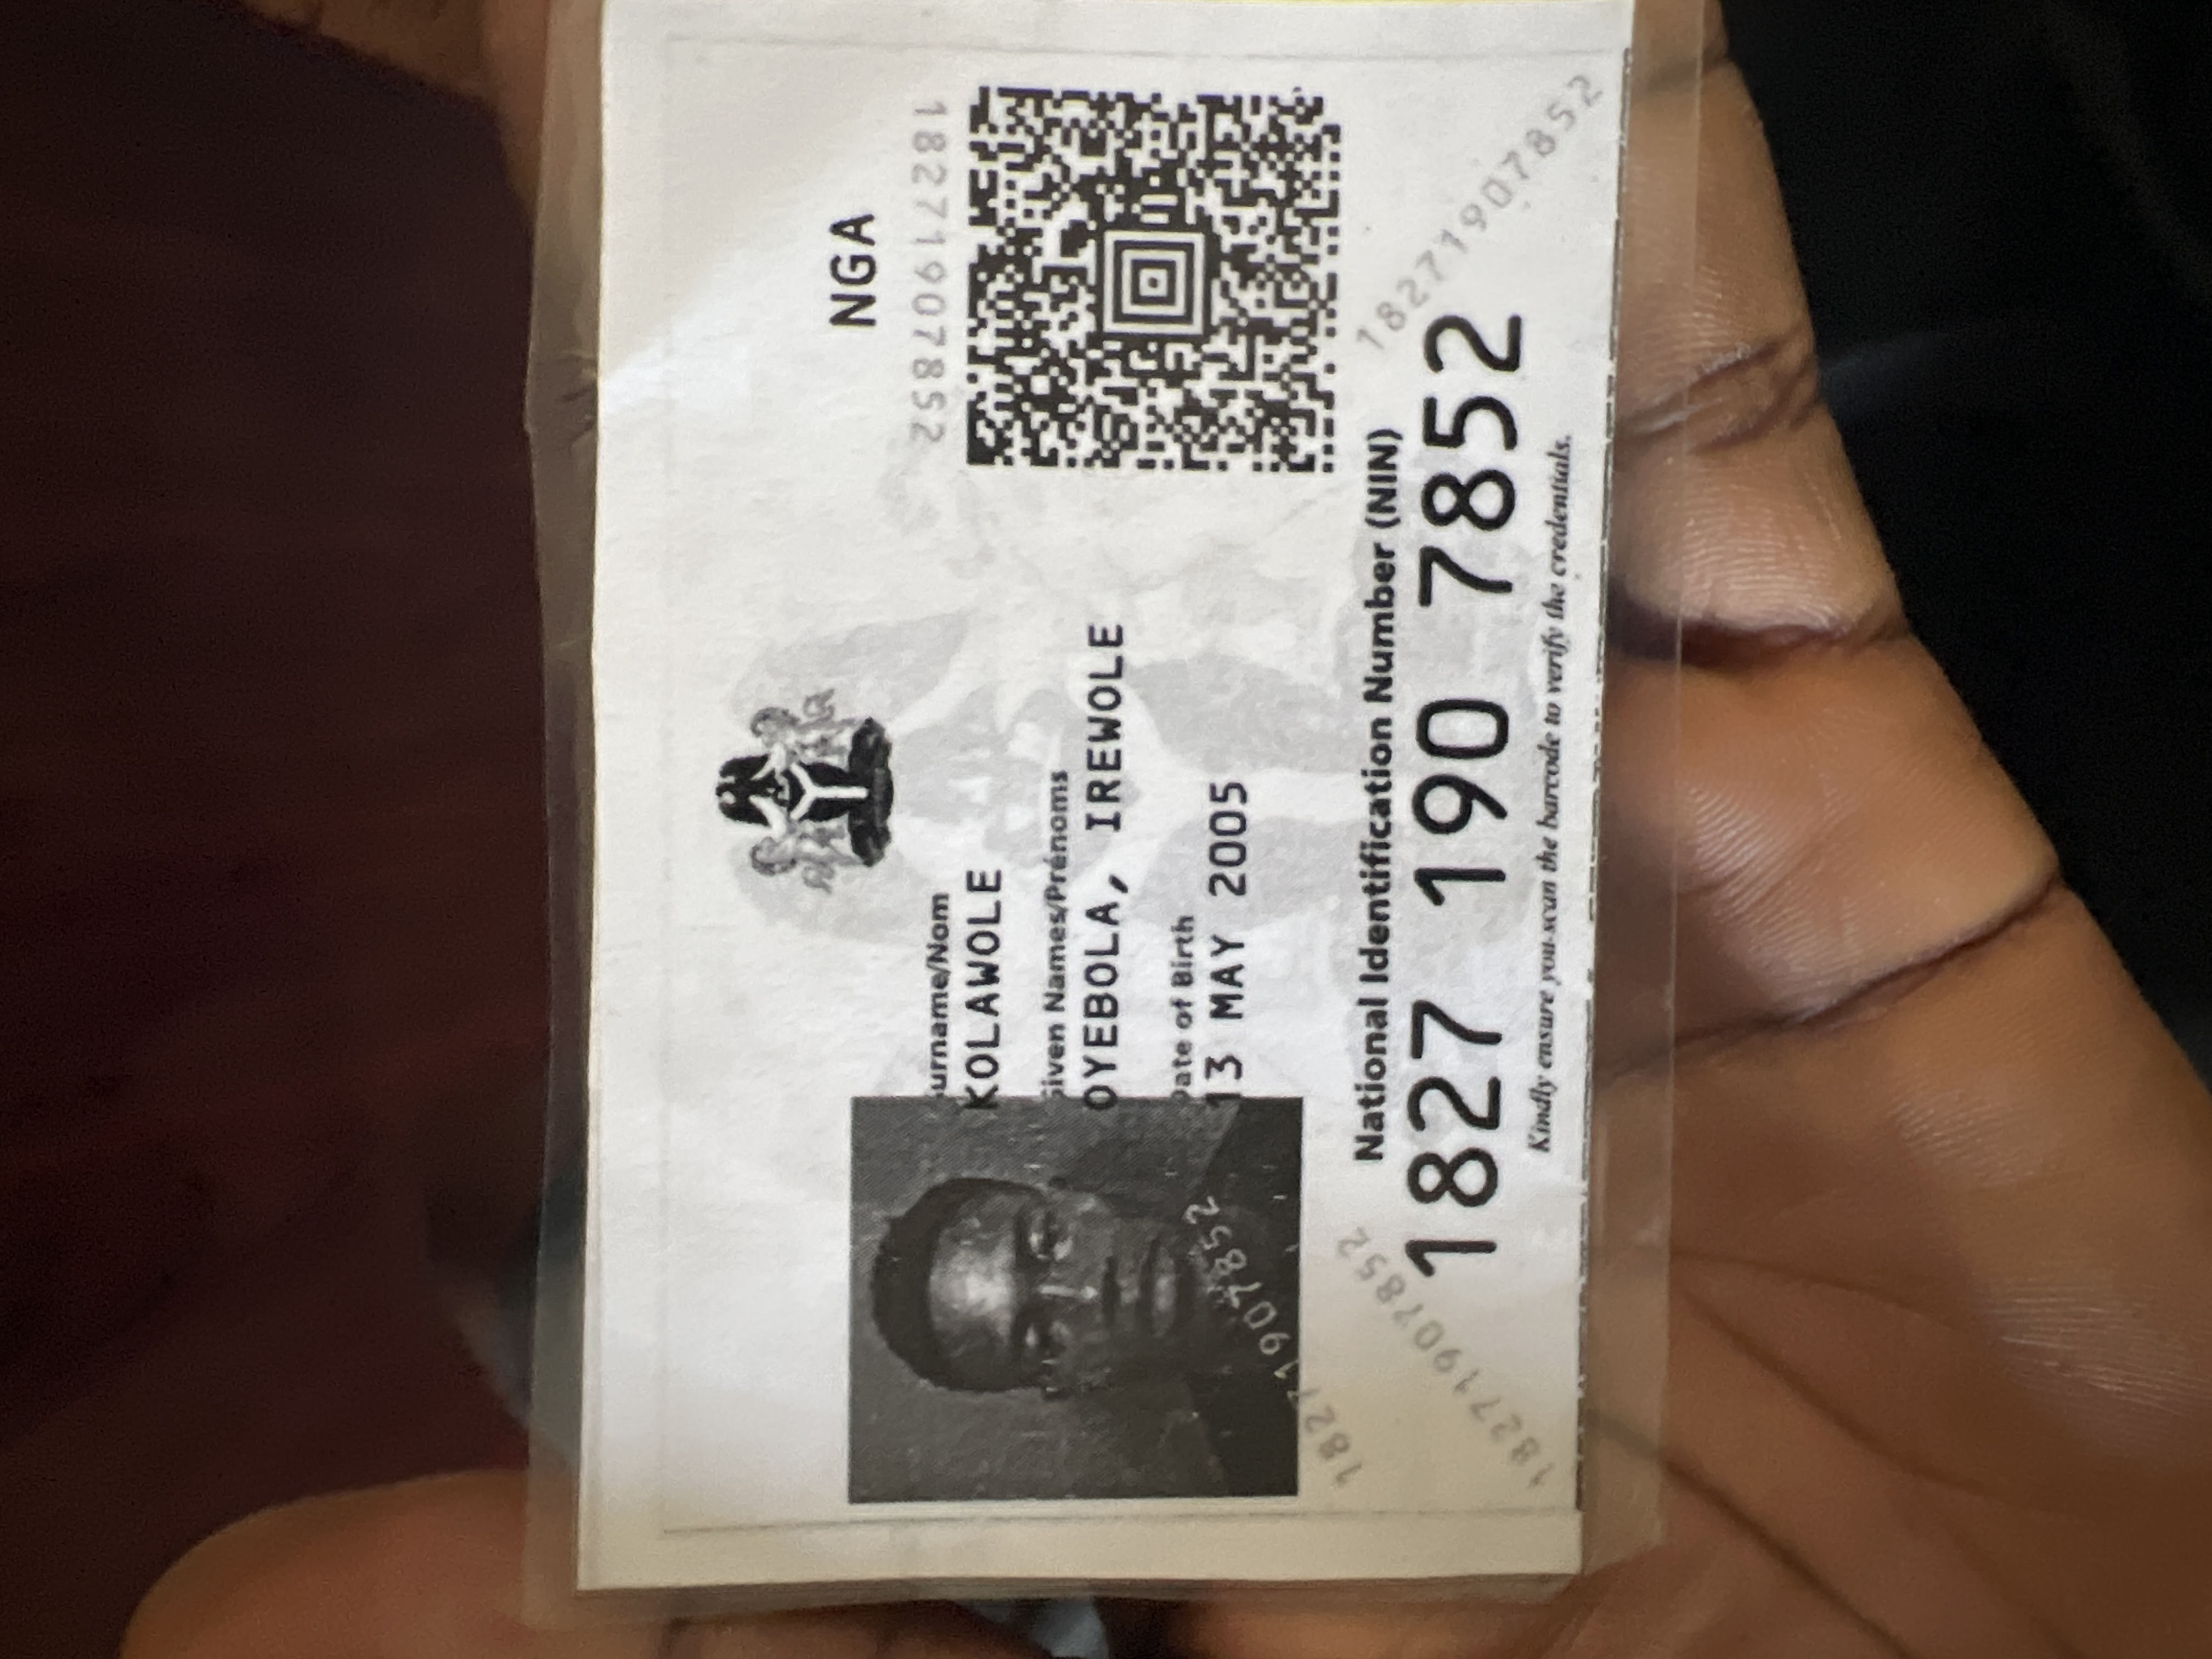 NGA
18271907852
Surname/Nom
KOLAWOLE
Given Names/Prénoms
OYEBOLA, IREWOLE
Date of Birth
13 MAY 2005
18271907852
18271907852
National Identification Number (NIN)
1827 190 7852
18271907852
Kindly ensure you scan the barcode to verify the credentials.